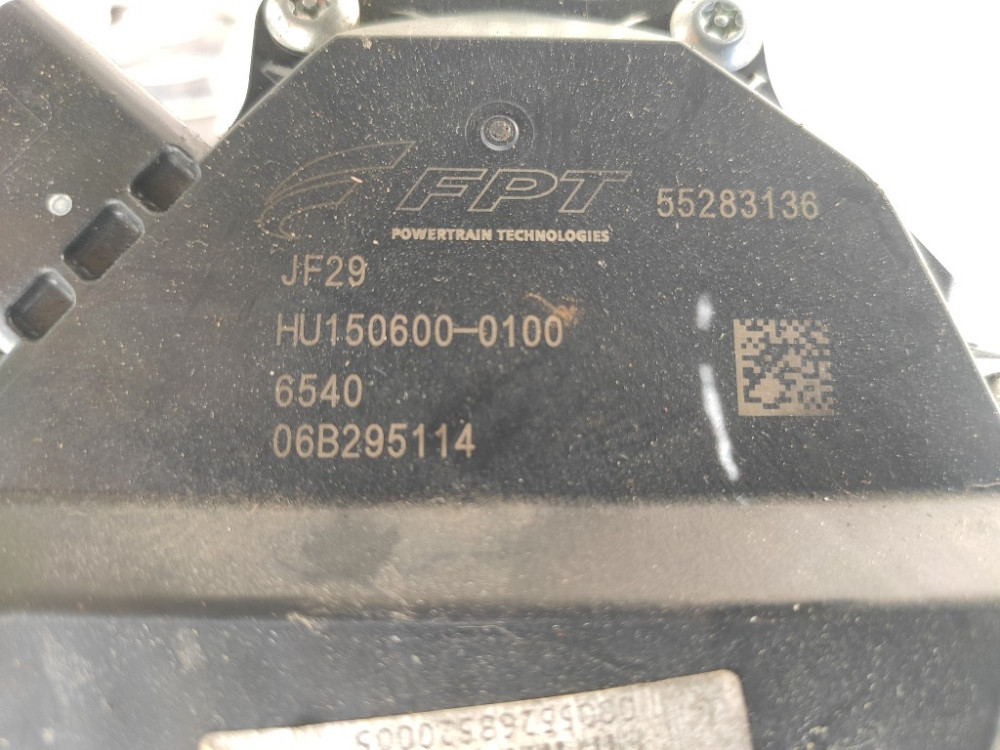 FPT 55283136
POWERTRAIN TECHNOLOGIES
JF29
HU150600-0100
6540
06B295114